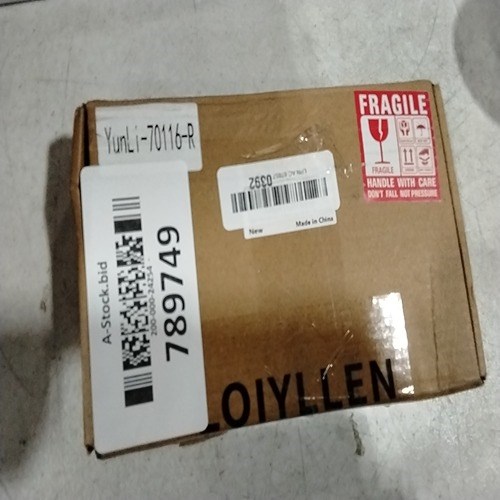 YunLi-70116-R
FRAGILE
FRAGILE
HANDLE WITH CARE
DON'T FALL NOT PRESSURE
0392
New
Made in China
A-Stock.bid
789749
LOIYLLEN